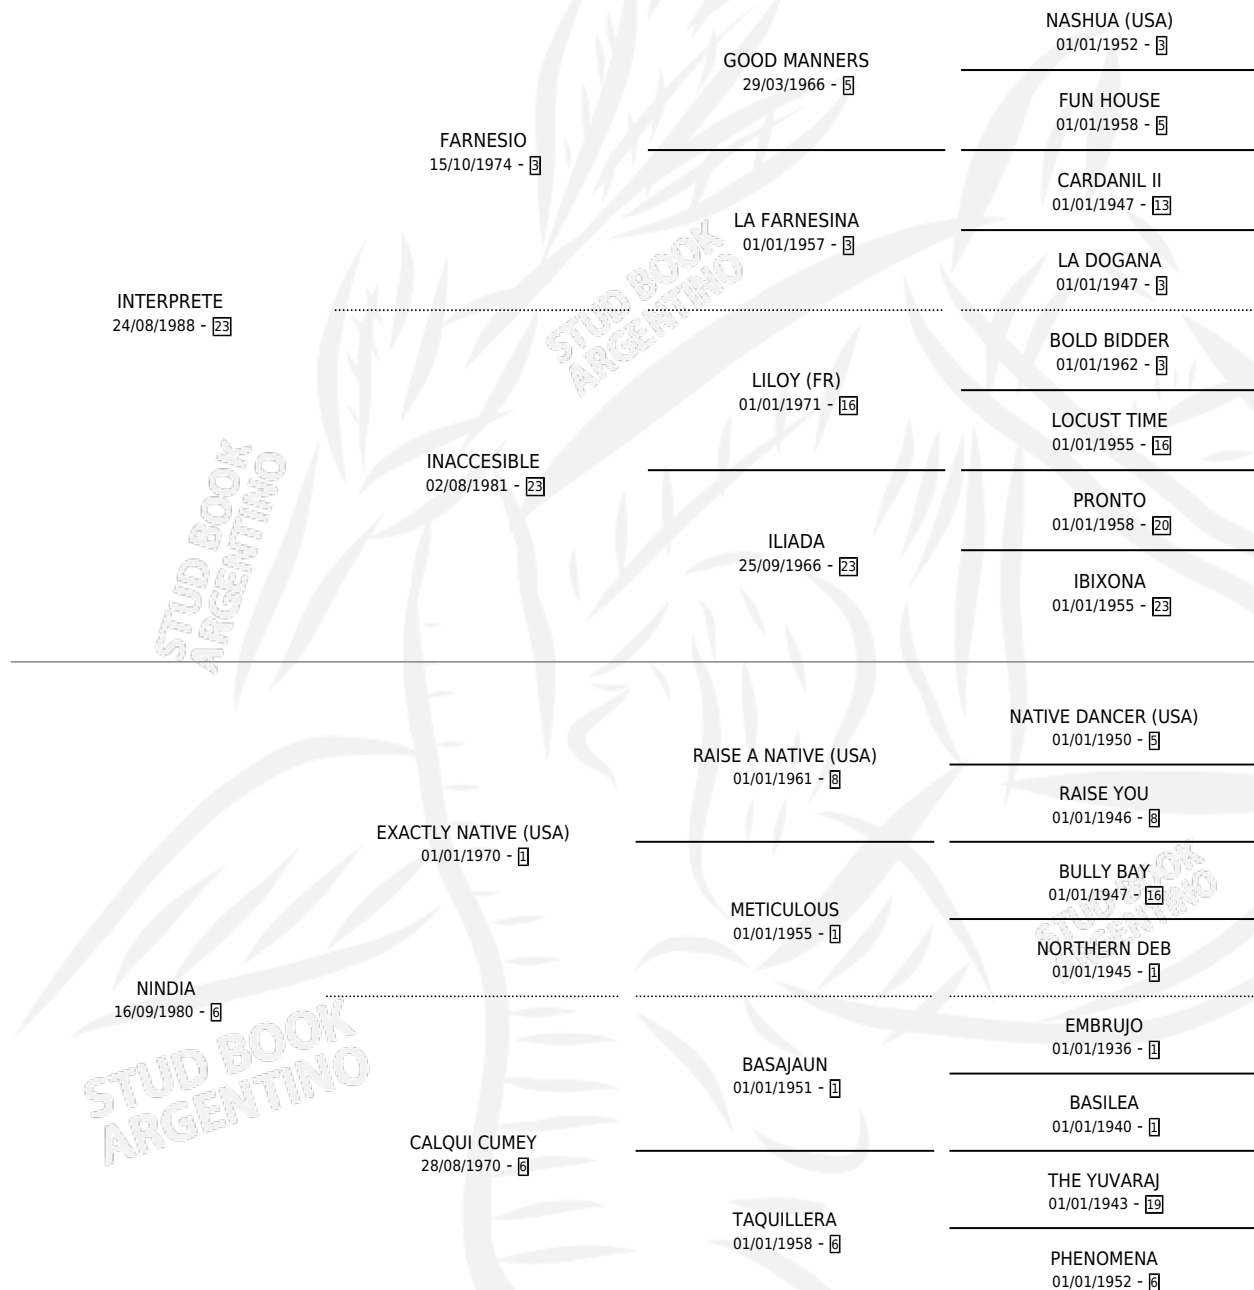 NASHUA (USA)
01/01/1952 - 3
GOOD MANNERS
29/03/1966 - 5
FUN HOUSE
01/01/1958 - 5
FARNESIO
15/10/1974 - 3
CARDANIL II
01/01/1947 - 13
LA FARNESINA
01/01/1957 - 3
LA DOGANA
01/01/1947 - 3
INTERPRETE
24/08/1988 - 23
BOLD BIDDER
01/01/1962 - 3
LILOY (FR)
01/01/1971 - 16
LOCUST TIME
01/01/1955 - 16
INACCESIBLE
02/08/1981 - 23
PRONTO
01/01/1958 - 20
ILIADA
25/09/1966 - 23
IBIXONA
01/01/1955 - 23
NATIVE DANCER (USA)
01/01/1950 - 5
RAISE A NATIVE (USA)
01/01/1961 - 8
RAISE YOU
01/01/1946 - 8
EXACTLY NATIVE (USA)
01/01/1970 - 1
BULLY BAY
01/01/1947 - 16
METICULOUS
01/01/1955 - 1
NORTHERN DEB
01/01/1945 - 1
NINDIA
16/09/1980 - 6
EMBRUJO
01/01/1936 - 1
BASAJAUN
01/01/1951 - 1
BASILEA
01/01/1940 - 1
CALQUI CUMEY
28/08/1970 - 6
THE YUVARAJ
01/01/1943 - 19
TAQUILLERA
01/01/1958 - 6
PHENOMENA
01/01/1952 - 6
STUD BOOK
ARGENTINO
STUD BOOK
ARGENTINO
STUD BOOK
ARGENTINO
STUD BOOK
ARGENTINO